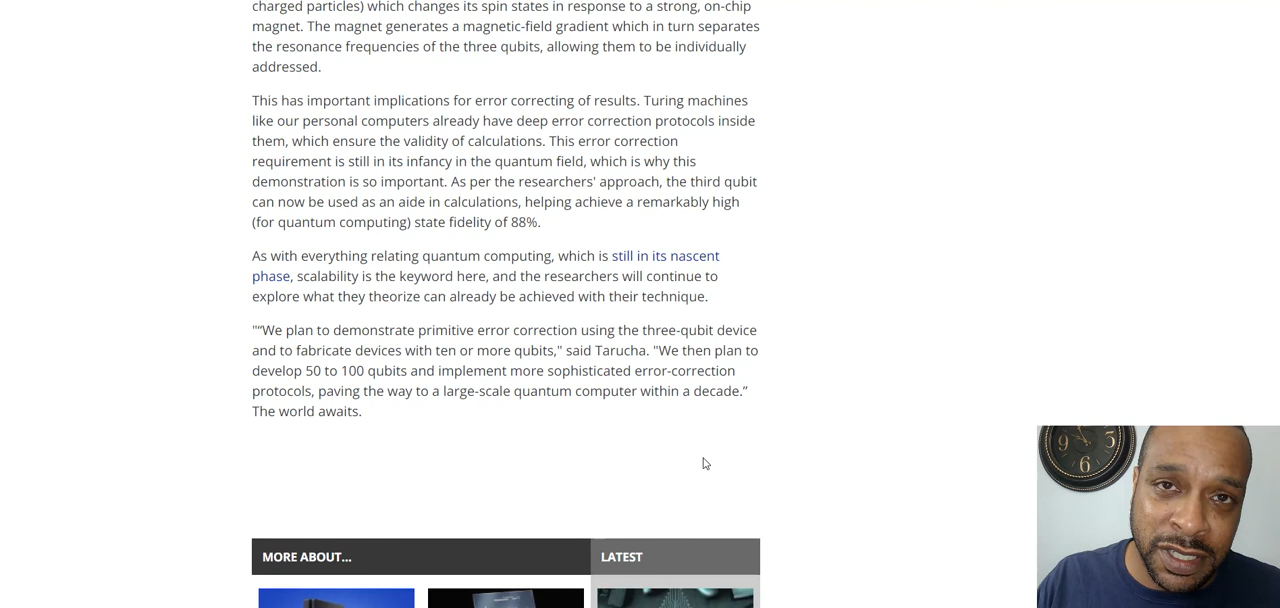 charged particles) which changes its spin states in response to a strong, on-chip
magnet. The magnet generates a magnetic-field gradient which in turn separates
the resonance frequencies of the three qubits, allowing them to be individually
addressed.
This has important implications for error correcting of results. Turing machines
like our personal computers already have deep error correction protocols inside
them, which ensure the validity of calculations. This error correction
requirement is still in its infancy in the quantum field, which is why this
demonstration is so important. As per the researchers' approach, the third qubit
can now be used as an aide in calculations, helping achieve a remarkably high
(for quantum computing) state fidelity of 88%.
As with everything relating quantum computing, which is still in its nascent
phase, scalability is the keyword here, and the researchers will continue to
explore what they theorize can already be achieved with their technique.
"“We plan to demonstrate primitive error correction using the three-qubit device
and to fabricate devices with ten or more qubits," said Tarucha. "We then plan to
develop 50 to 100 qubits and implement more sophisticated error-correction
protocols, paving the way to a large-scale quantum computer within a decade.”
The world awaits.
9 3
6
MORE ABOUT... LATEST